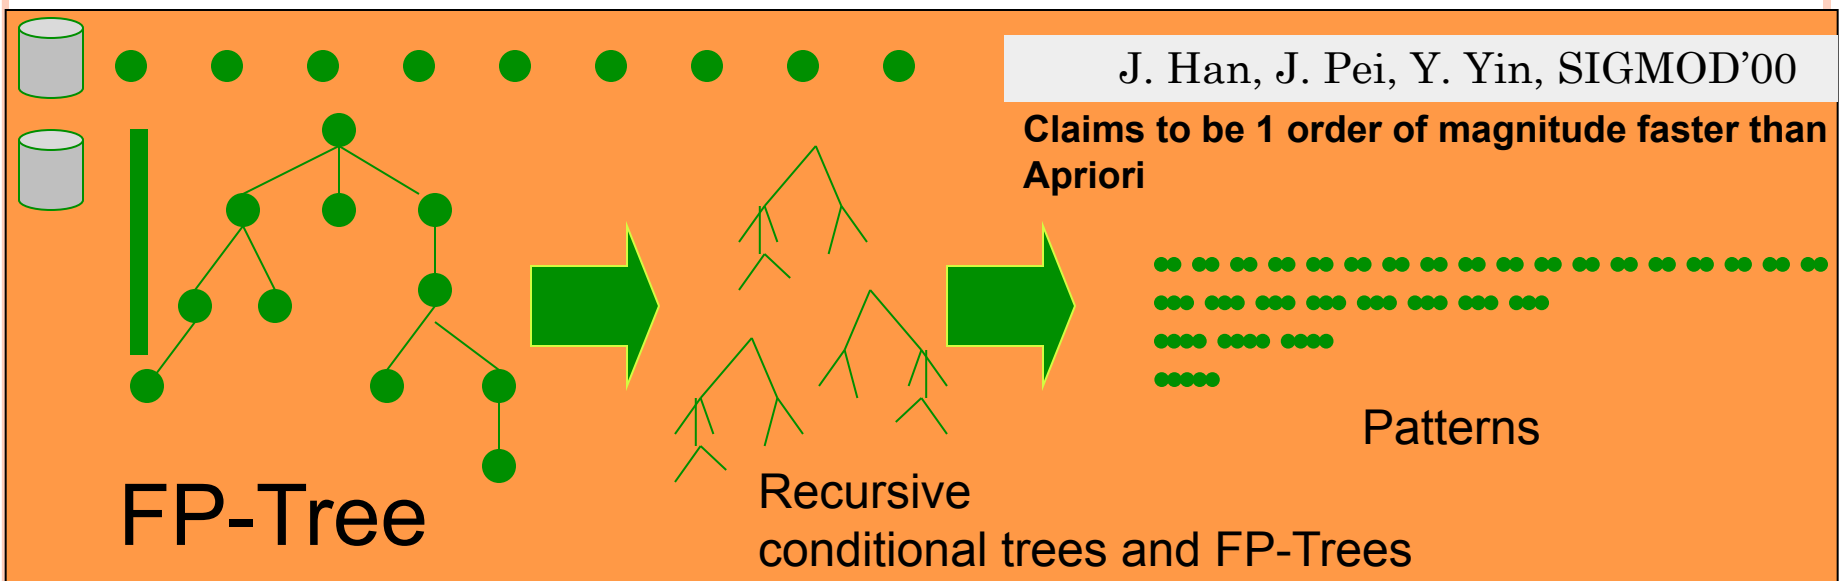 J. Han, J. Pei, Y. Yin, SIGMOD’00
Claims to be 1 order of magnitude faster than
Apriori
Patterns
FP-Tree
Recursive
conditional trees and FP-Trees